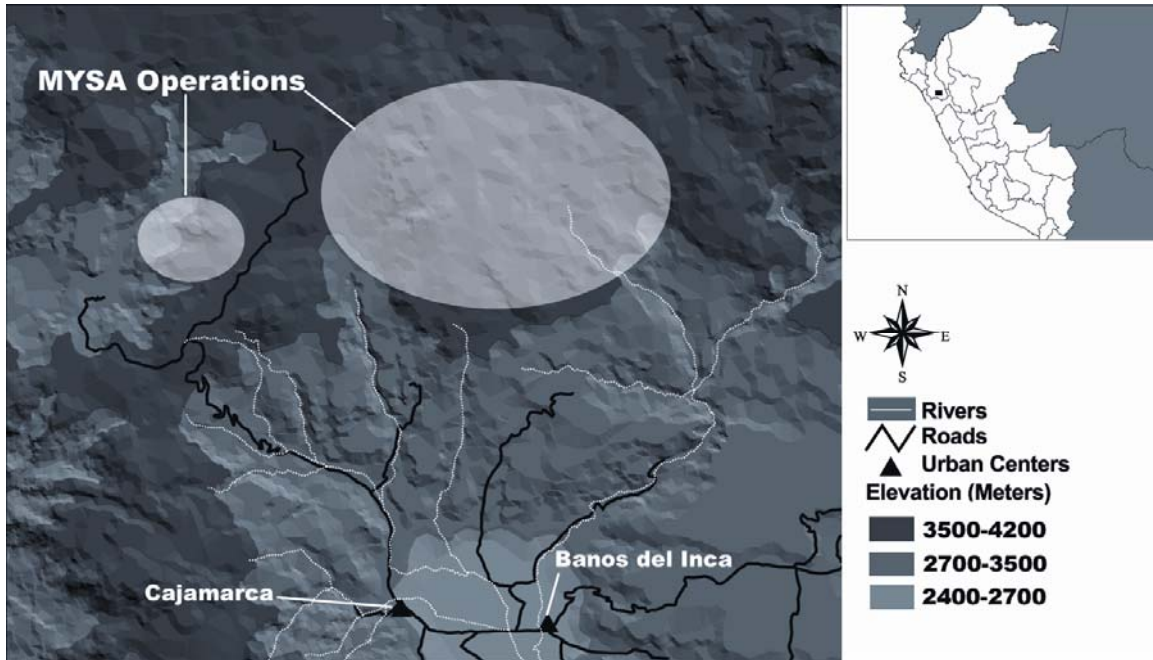 MYSA Operations
Cajamarca
Banos del Inca
N
W E
S
Rivers
Roads
Urban Centers
Elevation (Meters)
3500-4200
2700-3500
2400-2700